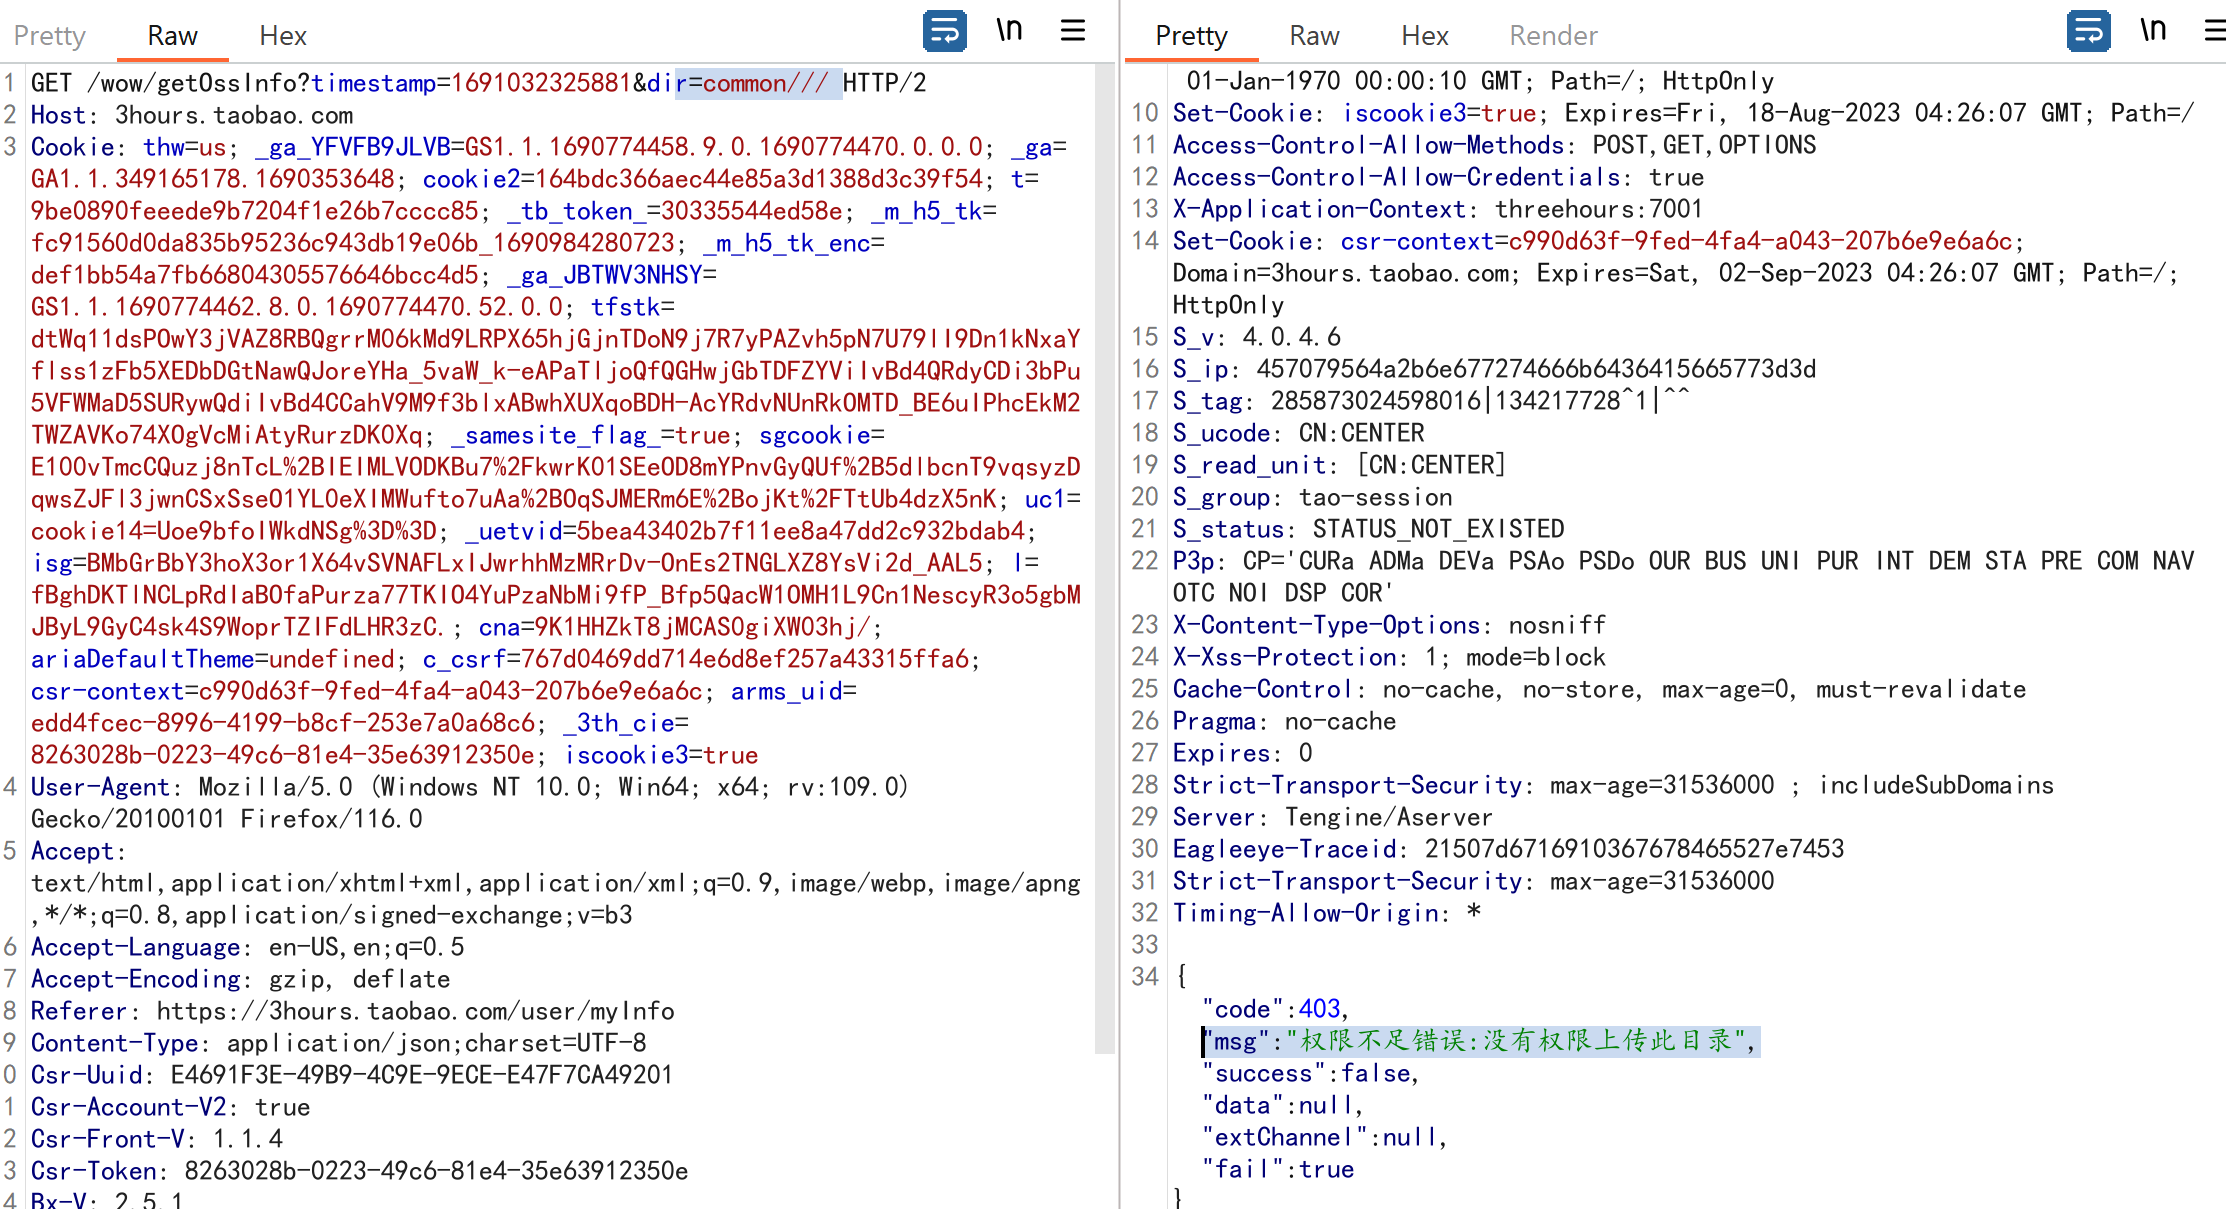 Pretty Raw Hex \n
1 GET /wow/getOssInfo?timestamp=1691032325881&dir=common/// HTTP/2
2 Host: 3hours.taobao.com
3 Cookie: thw=us; _ga_YFVFB9JLVB=GS1.1.1690774458.9.0.1690774470.0.0.0; _ga=
GA1.1.349165178.1690353648; cookie2=164bdc366aec44e85a3d1388d3c39f54; t=
9be0890feeede9b7204f1e26b7cccc85; _tb_token_=30335544ed58e; _m_h5_tk=
fc91560d0da835b95236c943db19e06b_1690984280723; _m_h5_tk_enc=
def1bb54a7fb66804305576646bcc4d5; _ga_JBTWV3NHSY=
GS1.1.1690774462.8.0.1690774470.52.0.0; tfstk=
dtWq11dsPOwY3jVAZ8RBQgrrMO6kMd9LRPX65hjGjnTDoN9j7R7yPAZvh5pN7U79lI9Dn1kNxaY
flss1zFb5XEDbDGtNawQJoreYHa_5vaW_k-eAPaTljoQfQGHwjGbTDFZYVilvBd4QRdyCDi3bPu
5VFWMaD5SURywQdilvBd4CCahV9M9f3blxABwhXUXqoBDH-AcYRdvNUnRkOMTD_BE6uIPhcEkM2
TWZAVKo74XOgVcMiAtyRurzDKOXq; _samesite_flag_=true; sgcookie=
E100vTmcCQuzj8nTcL%2BIEIMLVODKBu7%2FkwrK01SEeOD8mYPnvGyQUf%2B5dlbcnT9vqsyzD
qwsZJFl3jwnCSxSseO1YLOeXIMWufto7uAa%2BOqSJMERm6E%2BojKt%2FTtUb4dzX5nK; uc1=
cookie14=Uoe9bfolWkdNSg%3D%3D; _uetvid=5bea43402b7f11ee8a47dd2c932bdab4;
isg=BMbGrBbY3hoX3or1X64vSVNAFLxIJwrhhMzMRrDv-OnEs2TNGLXZ8YsVi2d_AAL5; l=
fBghDKTlNCLpRdlaBOfaPurza77TKIO4YuPzaNbMi9fP_Bfp5QacW1OMH1L9Cn1NescyR3o5gbM
JByL9GyC4sk4S9WoprTZIFdLHR3zC.; cna=9K1HHZkT8jMCAS0giXW03hj/;
ariaDefaultTheme=undefined; c_csrf=767d0469dd714e6d8ef257a43315ffa6;
csr-context=c990d63f-9fed-4fa4-a043-207b6e9e6a6c; arms_uid=
edd4fcec-8996-4199-b8cf-253e7a0a68c6; _3th_cie=
8263028b-0223-49c6-81e4-35e63912350e; iscookie3=true
4 User-Agent: Mozilla/5.0 (Windows NT 10.0; Win64; x64; rv:109.0)
Gecko/20100101 Firefox/116.0
5 Accept:
text/html,application/xhtml+xml,application/xml;q=0.9,image/webp,image/apng
,*/*;q=0.8,application/signed-exchange;v=b3
6 Accept-Language: en-US,en;q=0.5
7 Accept-Encoding: gzip, deflate
8 Referer: https://3hours.taobao.com/user/myInfo
9 Content-Type: application/json;charset=UTF-8
0 Csr-Uuid: E4691F3E-49B9-4C9E-9ECE-E47F7CA49201
1 Csr-Account-V2: true
2 Csr-Front-V: 1.1.4
3 Csr-Token: 8263028b-0223-49c6-81e4-35e63912350e
4 Bx-V: 2.5.1
Pretty Raw Hex Render \n
01-Jan-1970 00:00:10 GMT; Path=/; HttpOnly
10 Set-Cookie: iscookie3=true; Expires=Fri, 18-Aug-2023 04:26:07 GMT; Path=/
11 Access-Control-Allow-Methods: POST,GET,OPTIONS
12 Access-Control-Allow-Credentials: true
13 X-Application-Context: threehours:7001
14 Set-Cookie: csr-context=c990d63f-9fed-4fa4-a043-207b6e9e6a6c;
Domain=3hours.taobao.com; Expires=Sat, 02-Sep-2023 04:26:07 GMT; Path=/;
HttpOnly
15 S_v: 4.0.4.6
16 S_ip: 457079564a2b6e677274666b6436415665773d3d
17 S_tag: 285873024598016|134217728^1|^^
18 S_ucode: CN:CENTER
19 S_read_unit: [CN:CENTER]
20 S_group: tao-session
21 S_status: STATUS_NOT_EXISTED
22 P3p: CP='CURa ADMa DEVa PSAo PSDo OUR BUS UNI PUR INT DEM STA PRE COM NAV
OTC NOI DSP COR'
23 X-Content-Type-Options: nosniff
24 X-Xss-Protection: 1; mode=block
25 Cache-Control: no-cache, no-store, max-age=0, must-revalidate
26 Pragma: no-cache
27 Expires: 0
28 Strict-Transport-Security: max-age=31536000 ; includeSubDomains
29 Server: Tengine/Aserver
30 Eagleeye-Traceid: 21507d6716910367678465527e7453
31 Strict-Transport-Security: max-age=31536000
32 Timing-Allow-Origin: *
33
34 {
"code":403,
"msg":"权限不足错误:没有权限上传此目录",
"success":false,
"data":null,
"extChannel":null,
"fail":true
}